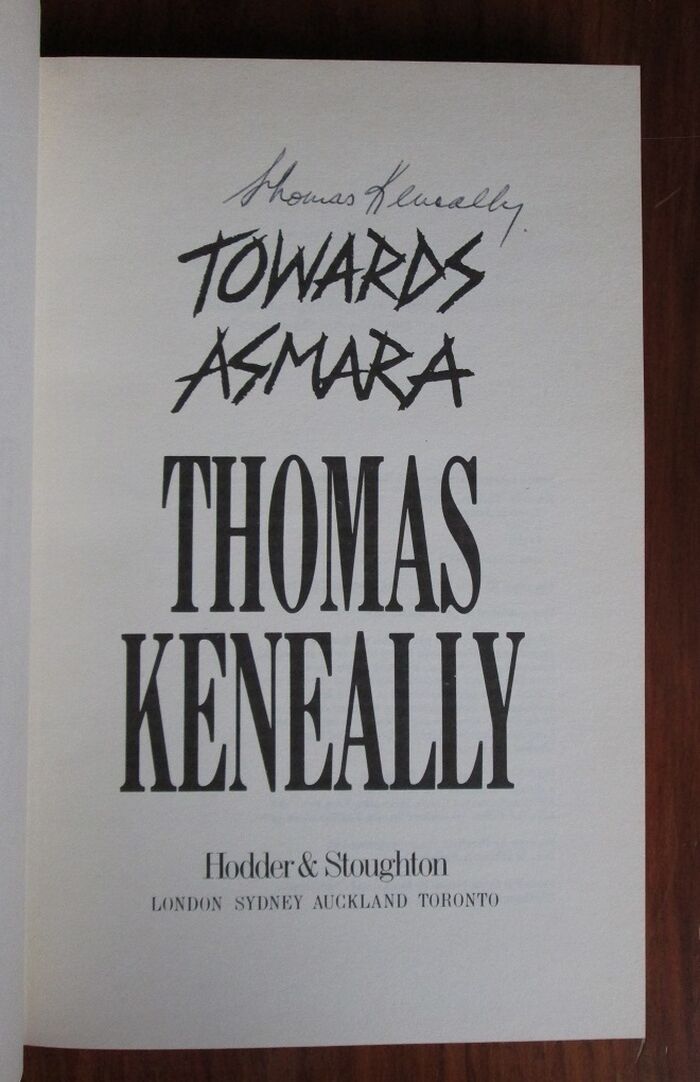 Thomas Keneally.
TOWARDS
ASMARA
THOMAS
KENEALLY
Hodder & Stoughton
LONDON SYDNEY AUCKLAND TORONTO